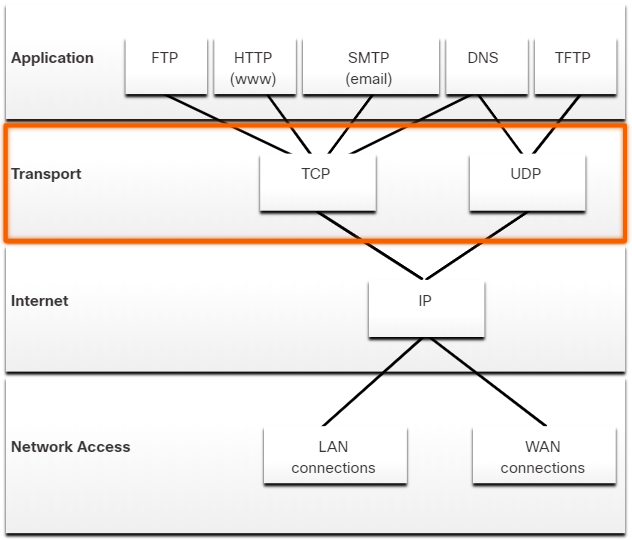 Application
FTP
HTTP
(www)
SMTP
(email)
DNS
TFTP
Transport
TCP
UDP
Internet
IP
Network Access
LAN
connections
WAN
connections